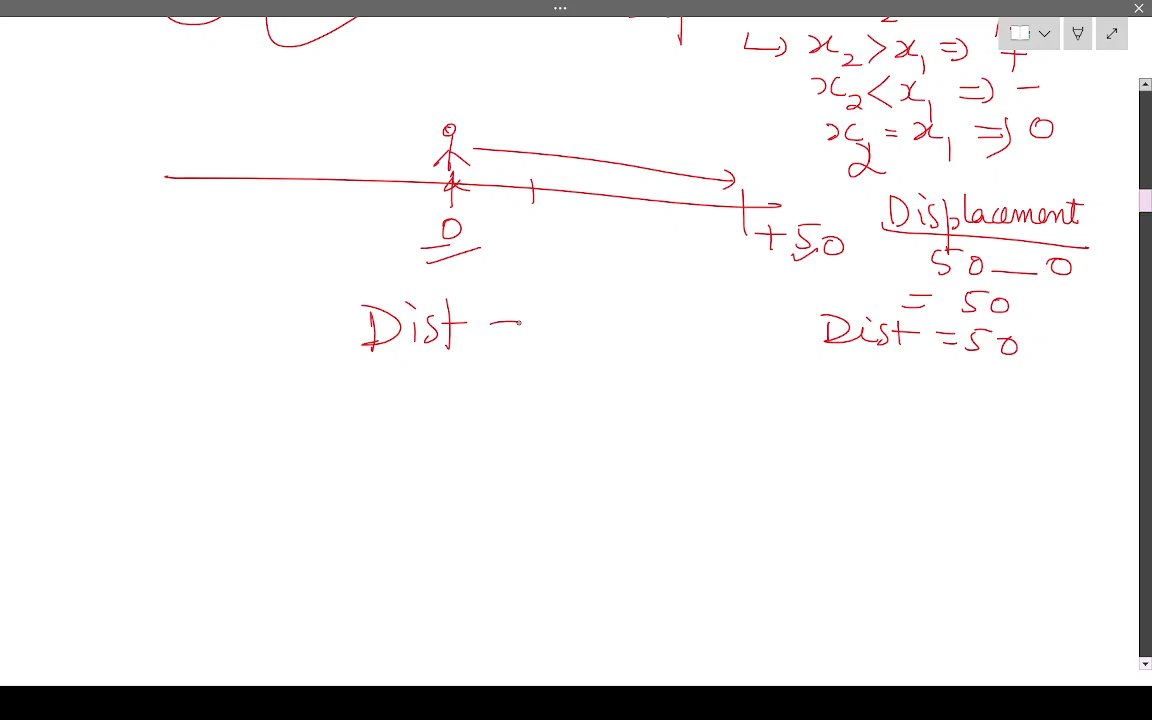 x₂ > x₁ ⇒ +
x₂ < x₁ ⇒ -
x₂ = x₁ ⇒ 0
0
+50
Displacement
50 — 0
= 50
Dist = 50
Dist -